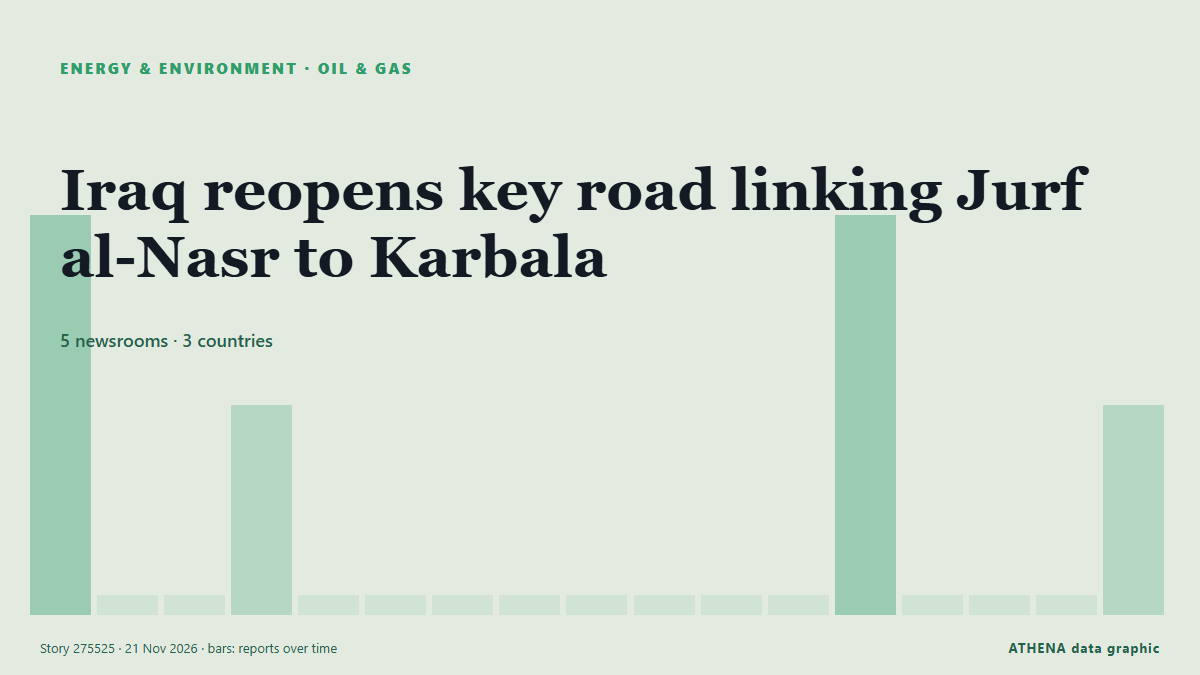 ENERGY & ENVIRONMENT · OIL & GAS
Iraq reopens key road linking Jurf
al-Nasr to Karbala
5 newsrooms · 3 countries
Story 275525 · 21 Nov 2026 · bars: reports over time
ATHENA data graphic